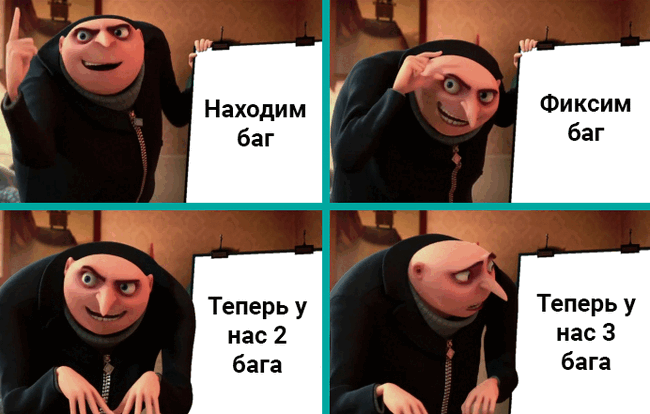 Находим
баг
Фиксим
баг
Теперь у
нас 2
бага
Теперь у
нас 3
бага